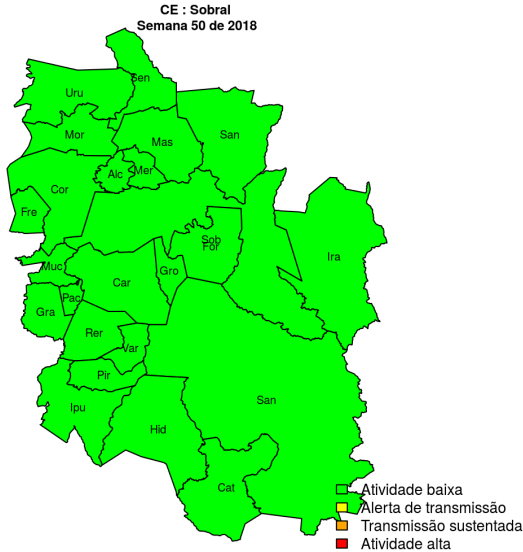 CE : Sobral
Semana 50 de 2018
Sen
Uru
Mor
Mas
San
Alc
Mer
Cor
Fre
Sob
For
Muc
Gro
Ira
Car
Pac
Gra
Rer
Var
Pir
San
Ipu
Hid
Cat
Atividade baixa
Alerta de transmissão
Transmissão sustentada
Atividade alta